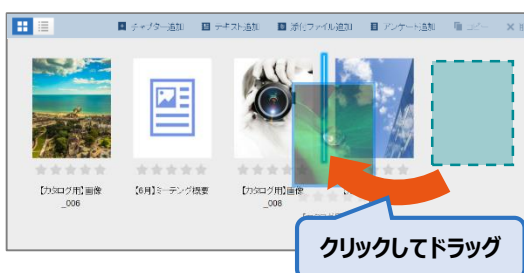 チャプター追加 テキスト追加 添付ファイル追加 アンケート追加 コピー
【カタログ用】画像
_006
【6月】ミーテング概要
【カタログ用】画像
_008
クリックしてドラッグ